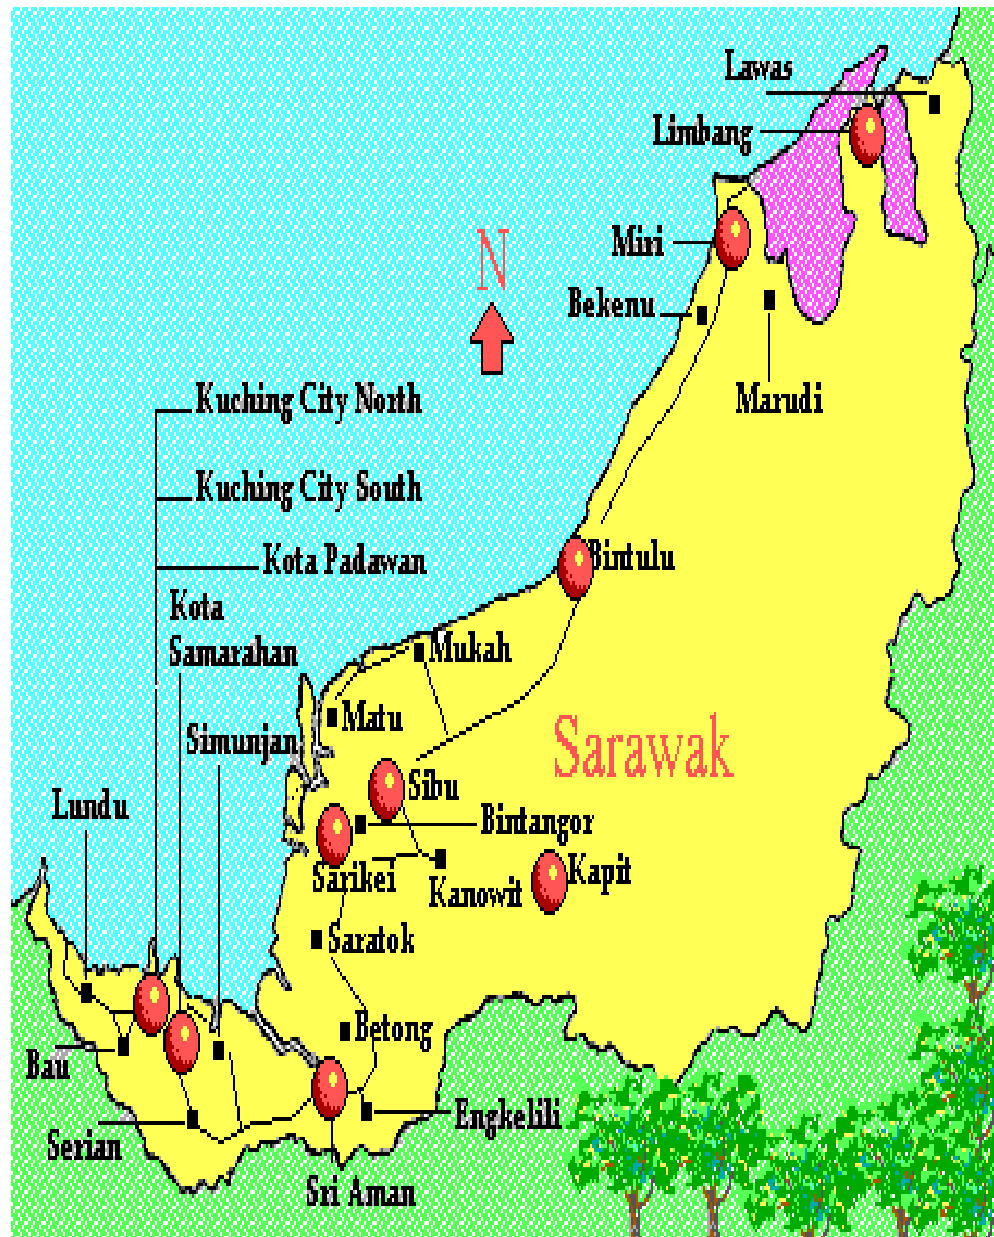 Lawas
Limbang
Miri
N
Bekenu
Marudi
Kuching City North
Kuching City South
Kota Padawan
Bintulu
Kota
Samarahan
Mukah
Matu
Sarawak
Simunjan
Sibu
Lundu
Bintangor
Sarikei
Kapit
Kanowit
Saratok
Betong
Bau
Engkelili
Serian
Sri Aman